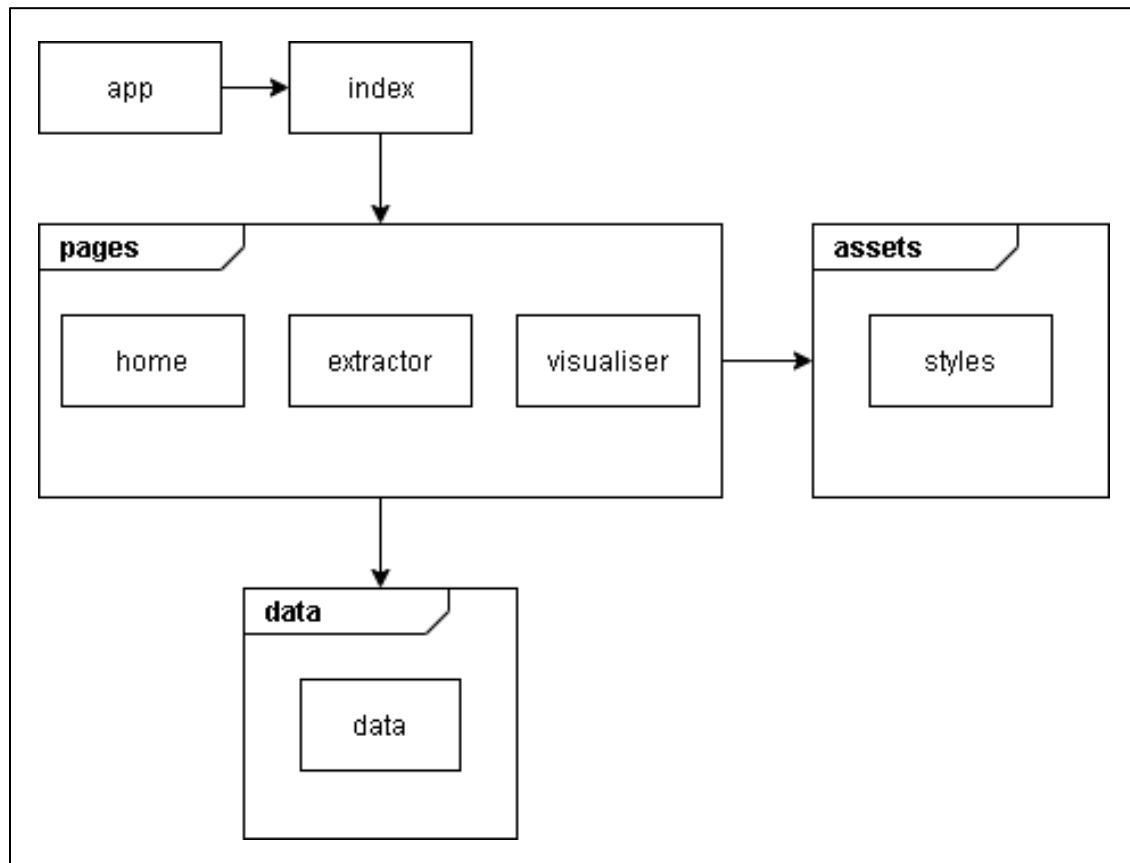 app
index
pages
assets
home
extractor
visualiser
styles
data
data